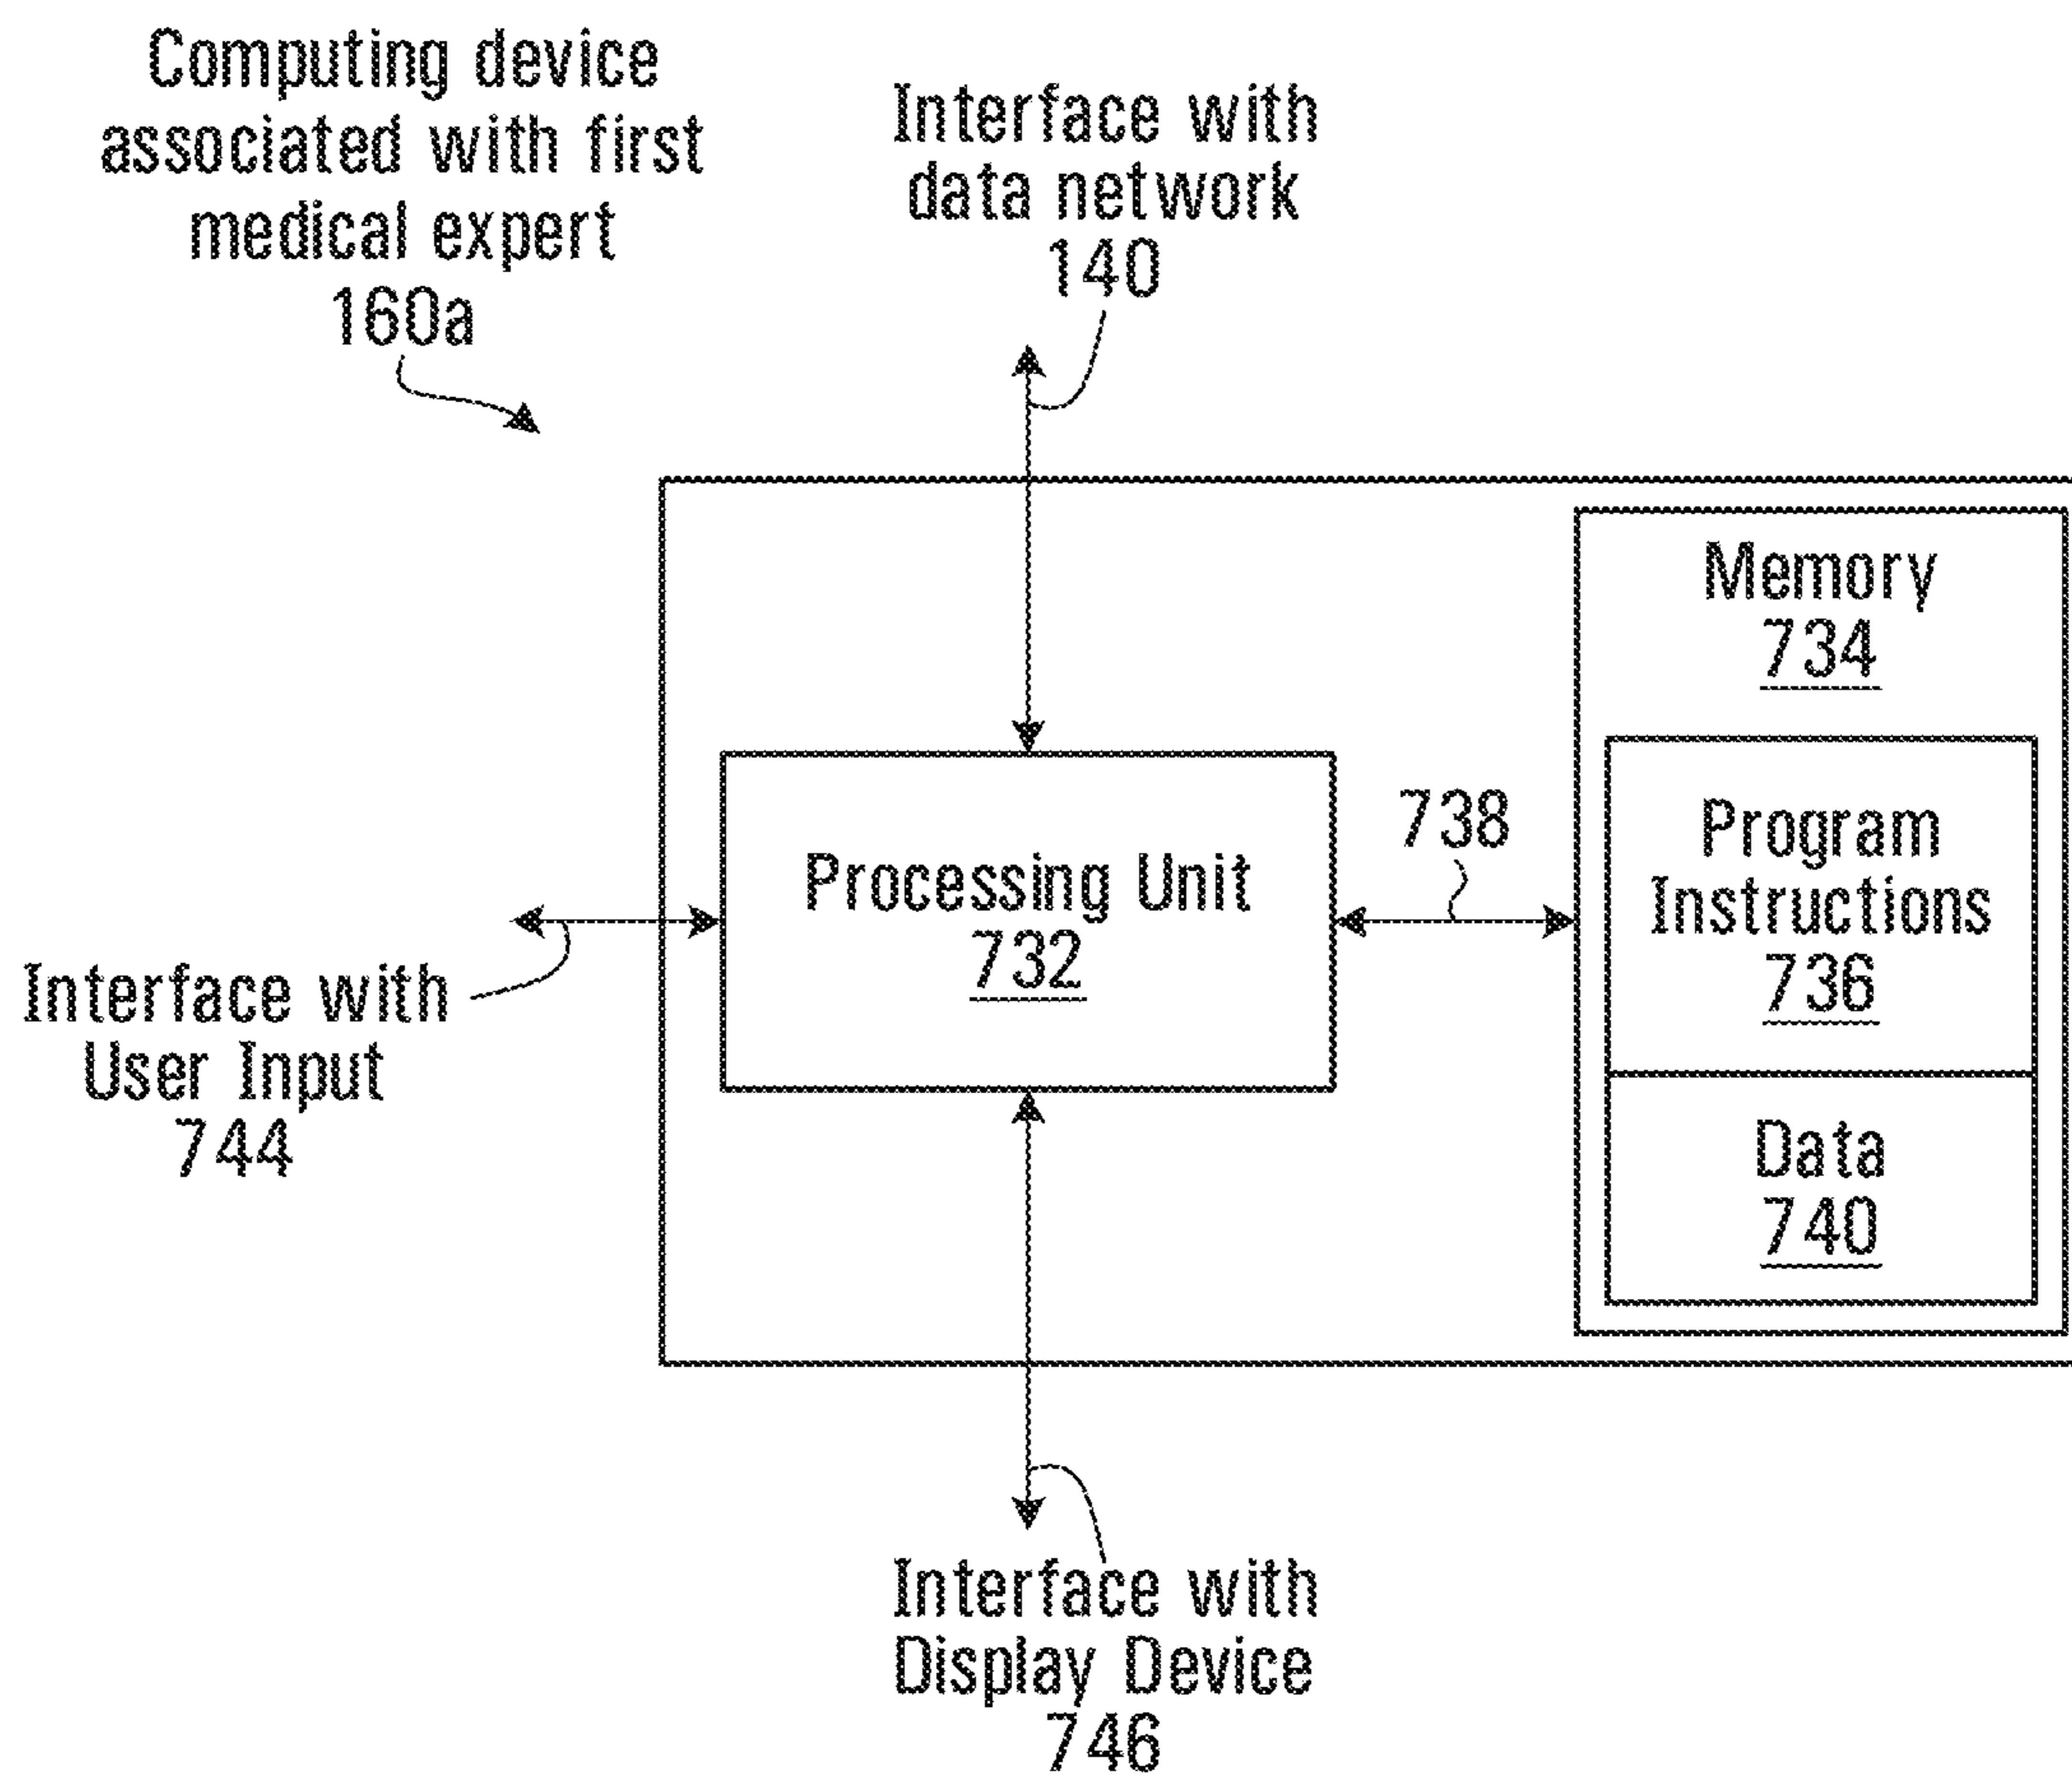 Computing device
associated with first
medical expert
160a
Interface with
data network
140
Memory
734
Program
Instructions
736
Data
740
738
Processing Unit
732
Interface with
User Input
744
Interface with
Display Device
746